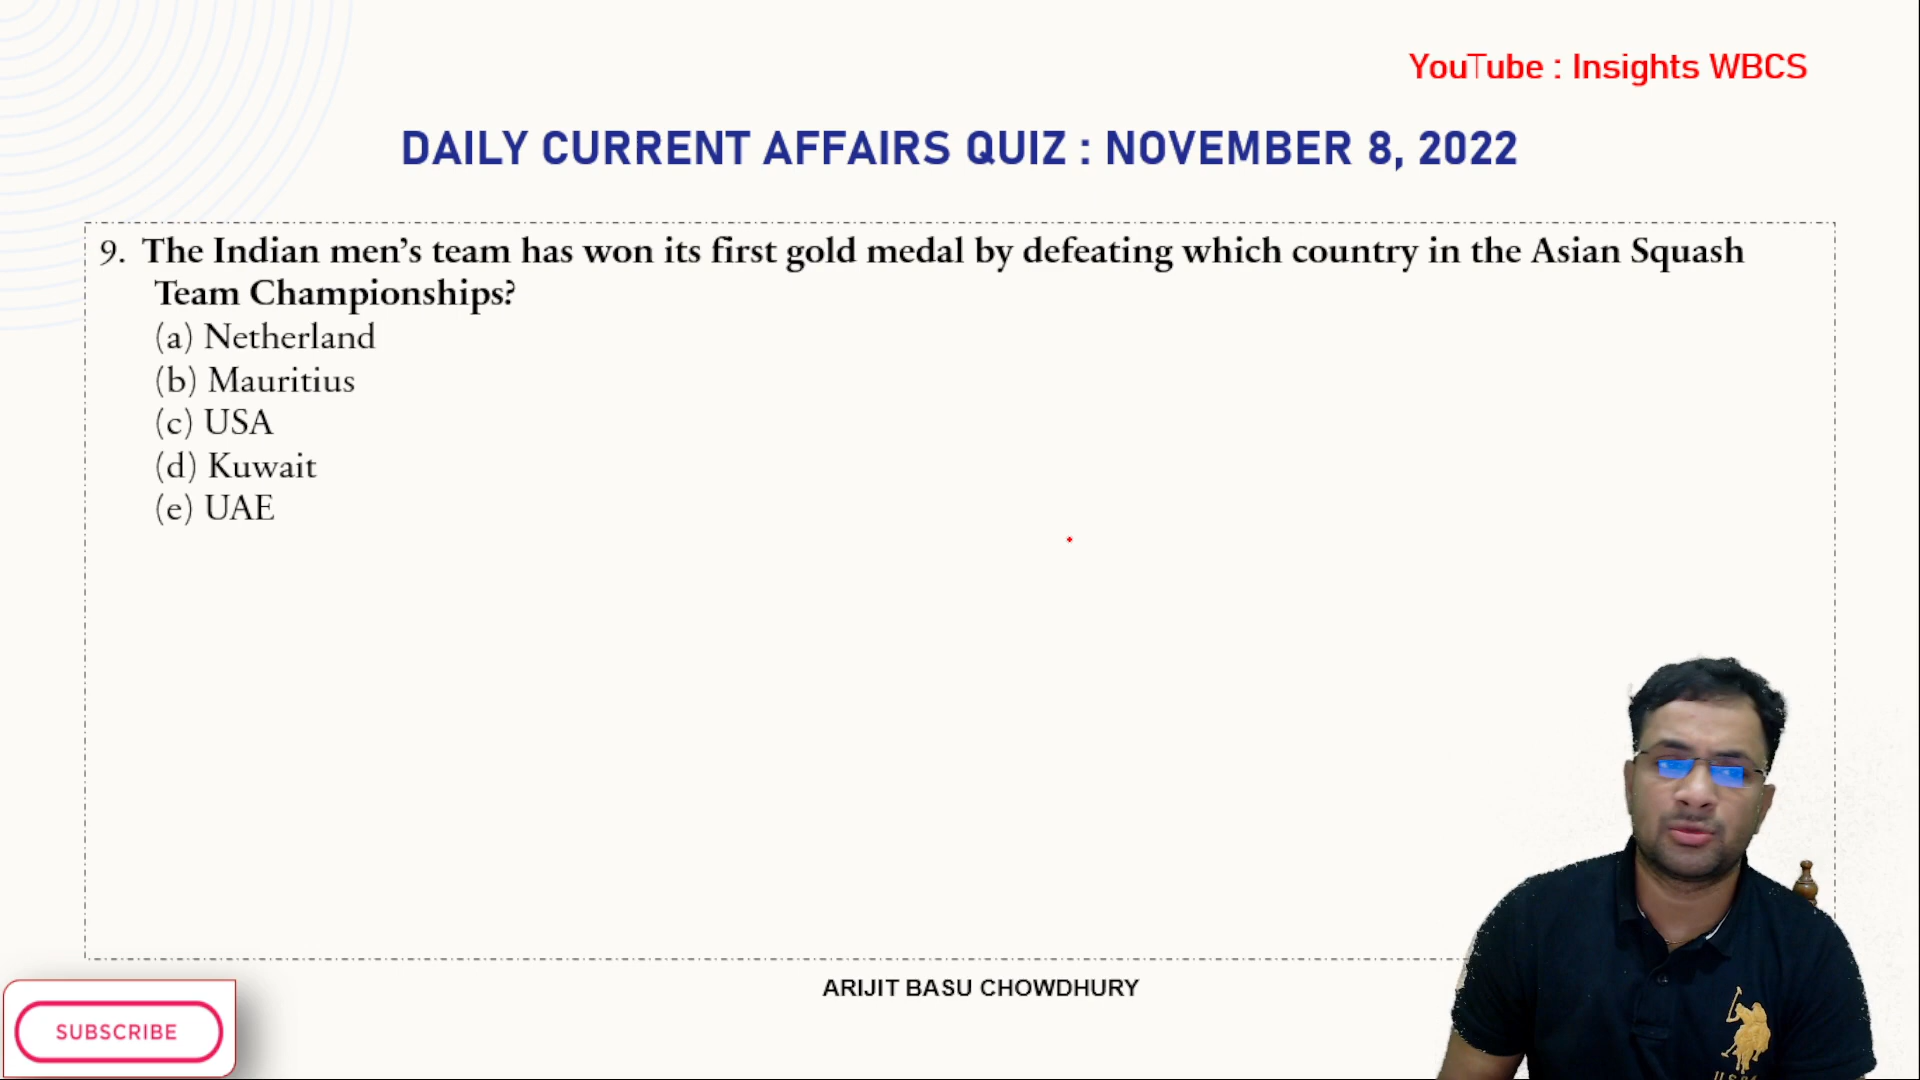 YouTube : Insights WBCS
DAILY CURRENT AFFAIRS QUIZ : NOVEMBER 8, 2022
9. The Indian men’s team has won its first gold medal by defeating which country in the Asian Squash
Team Championships?
(a) Netherland
(b) Mauritius
(c) USA
(d) Kuwait
(e) UAE
ARIJIT BASU CHOWDHURY
SUBSCRIBE